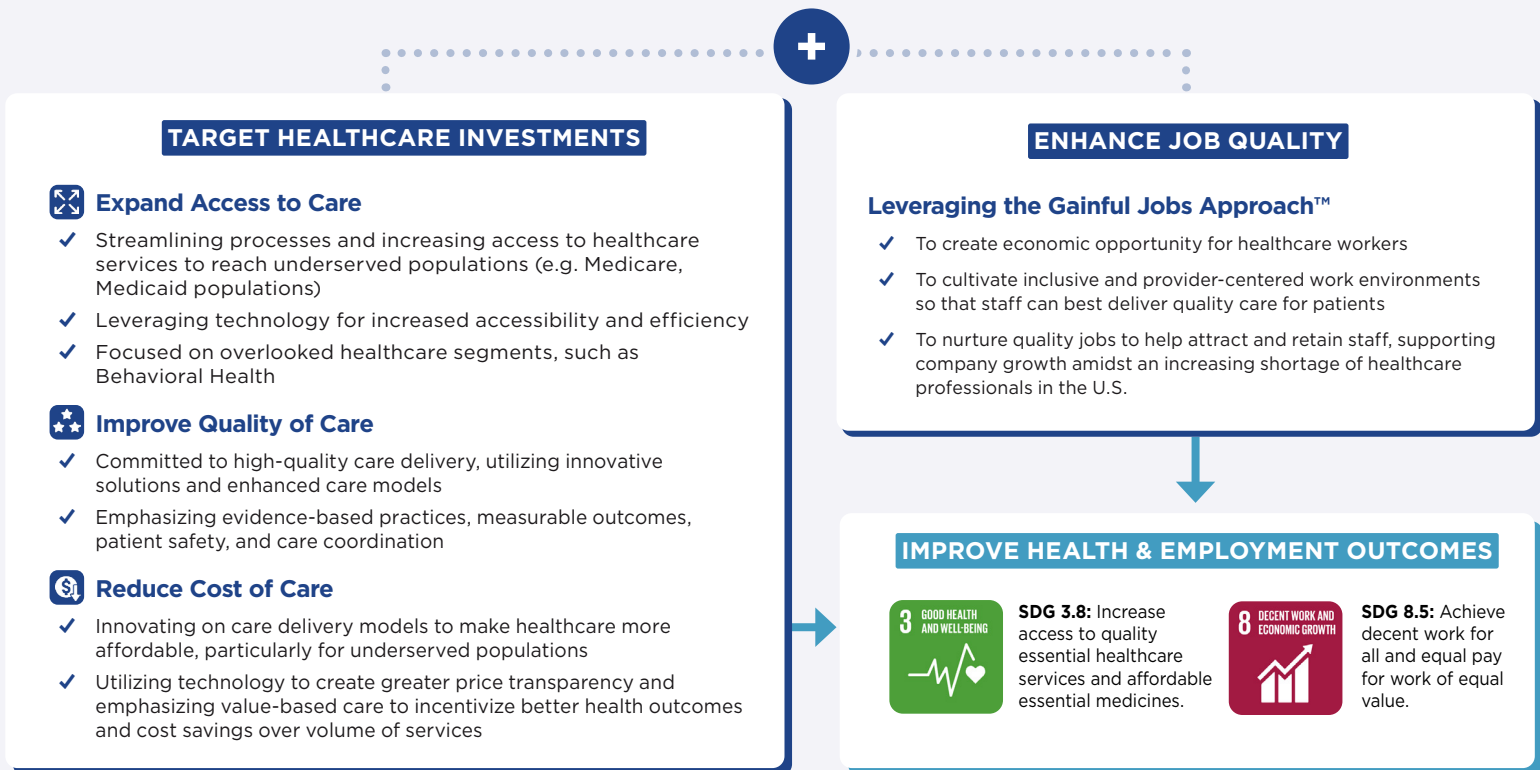 TARGET HEALTHCARE INVESTMENTS
Expand Access to Care
✓ Streamlining processes and increasing access to healthcare
services to reach underserved populations (e.g. Medicare,
Medicaid populations)
✓ Leveraging technology for increased accessibility and efficiency
✓ Focused on overlooked healthcare segments, such as
Behavioral Health
Improve Quality of Care
✓ Committed to high-quality care delivery, utilizing innovative
solutions and enhanced care models
✓ Emphasizing evidence-based practices, measurable outcomes,
patient safety, and care coordination
$
Reduce Cost of Care
✓ Innovating on care delivery models to make healthcare more
affordable, particularly for underserved populations
✓ Utilizing technology to create greater price transparency and
emphasizing value-based care to incentivize better health outcomes
and cost savings over volume of services
ENHANCE JOB QUALITY
Leveraging the Gainful Jobs Approach™
✓ To create economic opportunity for healthcare workers
✓ To cultivate inclusive and provider-centered work environments
so that staff can best deliver quality care for patients
✓ To nurture quality jobs to help attract and retain staff, supporting
company growth amidst an increasing shortage of healthcare
professionals in the U.S.
IMPROVE HEALTH & EMPLOYMENT OUTCOMES
3 GOOD HEALTH
AND WELL-BEING
SDG 3.8: Increase
access to quality
essential healthcare
services and affordable
essential medicines.
8 DECENT WORK AND
ECONOMIC GROWTH
SDG 8.5: Achieve
decent work for
all and equal pay
for work of equal
value.